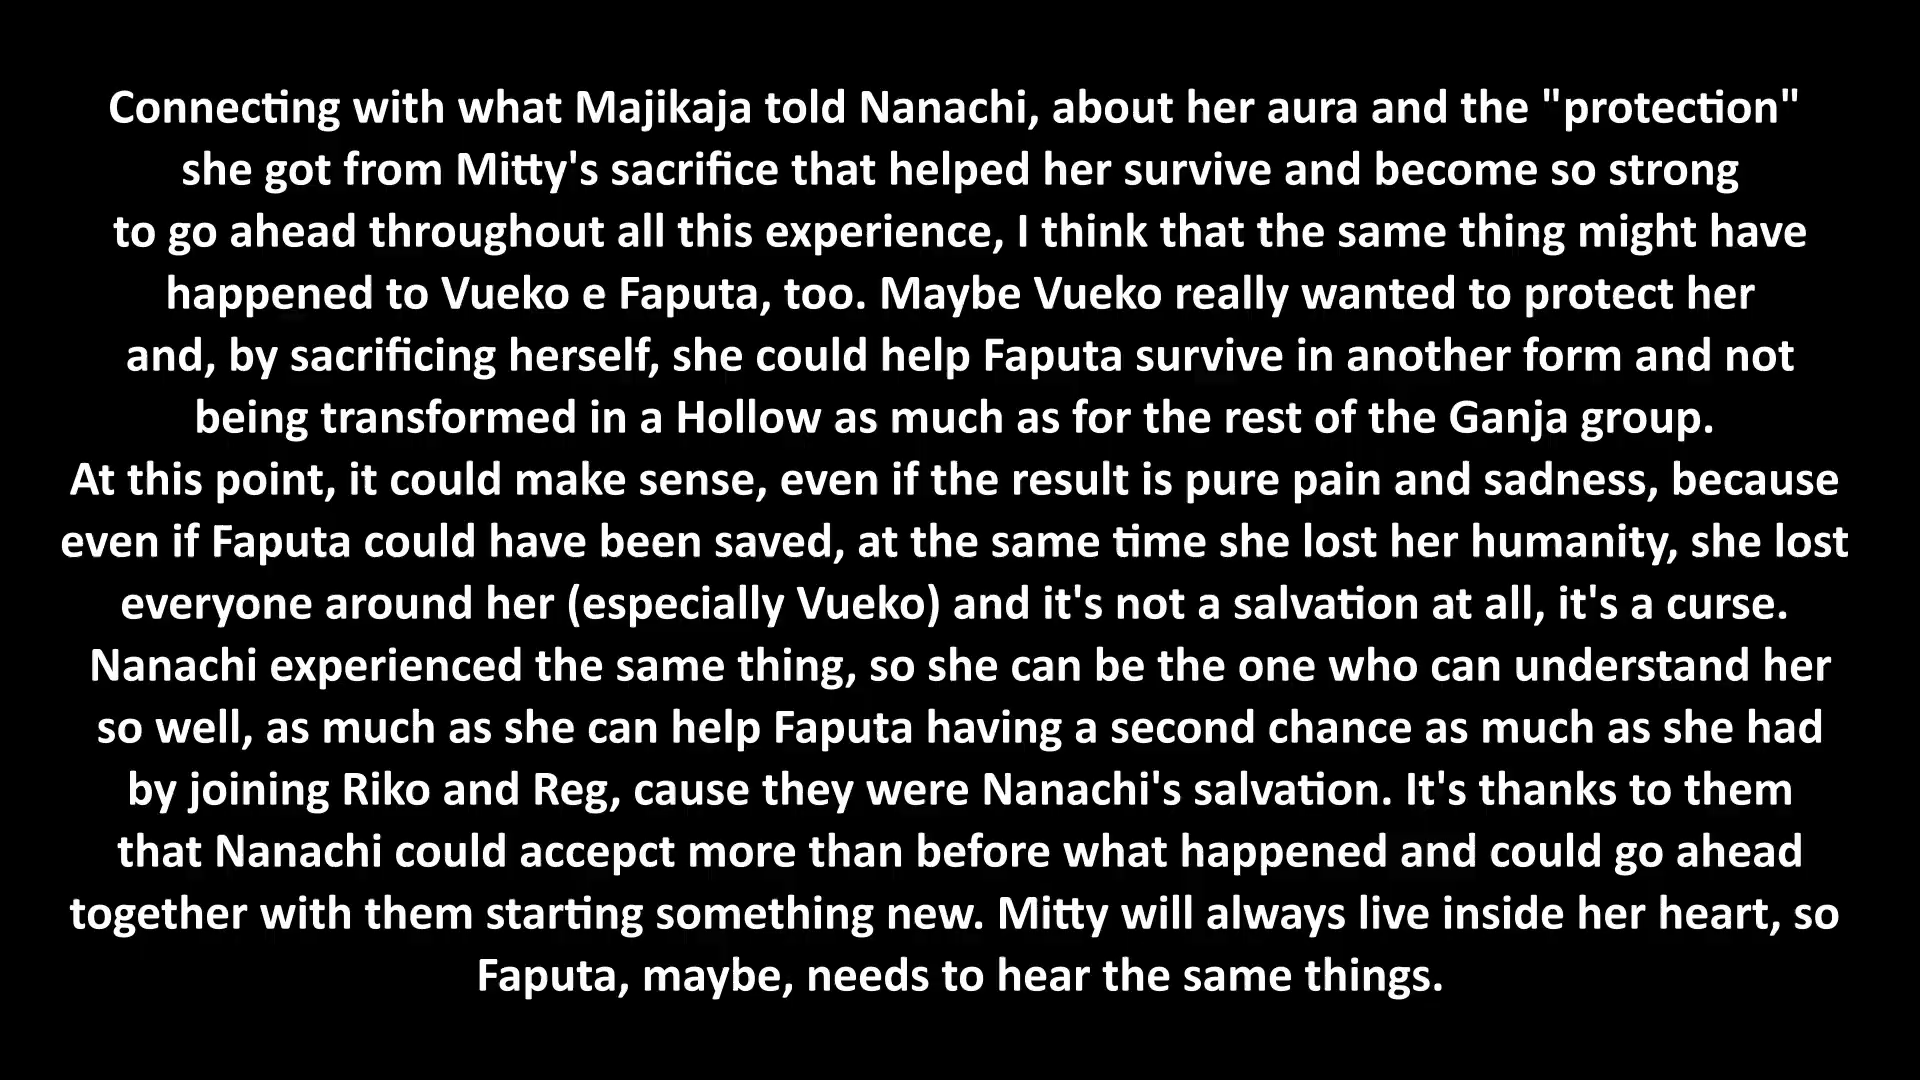 Connecting with what Majikaja told Nanachi, about her aura and the "protection"
she got from Mitty's sacrifice that helped her survive and become so strong
to go ahead throughout all this experience, I think that the same thing might have
happened to Vueko e Faputa, too. Maybe Vueko really wanted to protect her
and, by sacrificing herself, she could help Faputa survive in another form and not
being transformed in a Hollow as much as for the rest of the Ganja group.
At this point, it could make sense, even if the result is pure pain and sadness, because
even if Faputa could have been saved, at the same time she lost her humanity, she lost
everyone around her (especially Vueko) and it's not a salvation at all, it's a curse.
Nanachi experienced the same thing, so she can be the one who can understand her
so well, as much as she can help Faputa having a second chance as much as she had
by joining Riko and Reg, cause they were Nanachi's salvation. It's thanks to them
that Nanachi could accepct more than before what happened and could go ahead
together with them starting something new. Mitty will always live inside her heart, so
Faputa, maybe, needs to hear the same things.